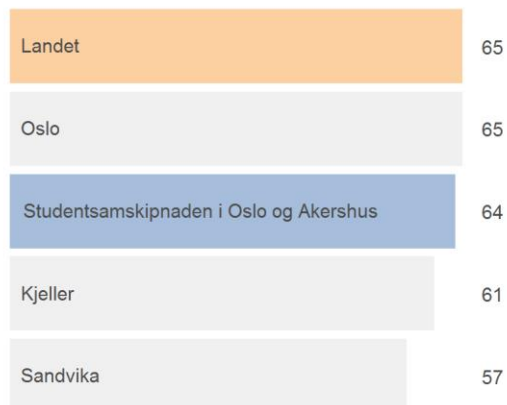 Landet 65
Oslo 65
Studentsamskipnaden i Oslo og Akershus 64
Kjeller 61
Sandvika 57